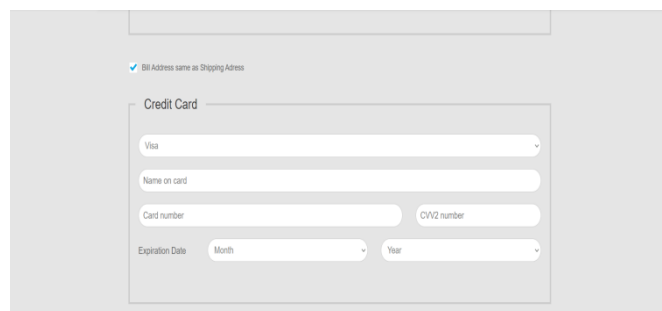 Bill Address same as Shipping Adress
Credit Card
Visa
Name on card
Card number CVV2 number
Expiration Date Month Year